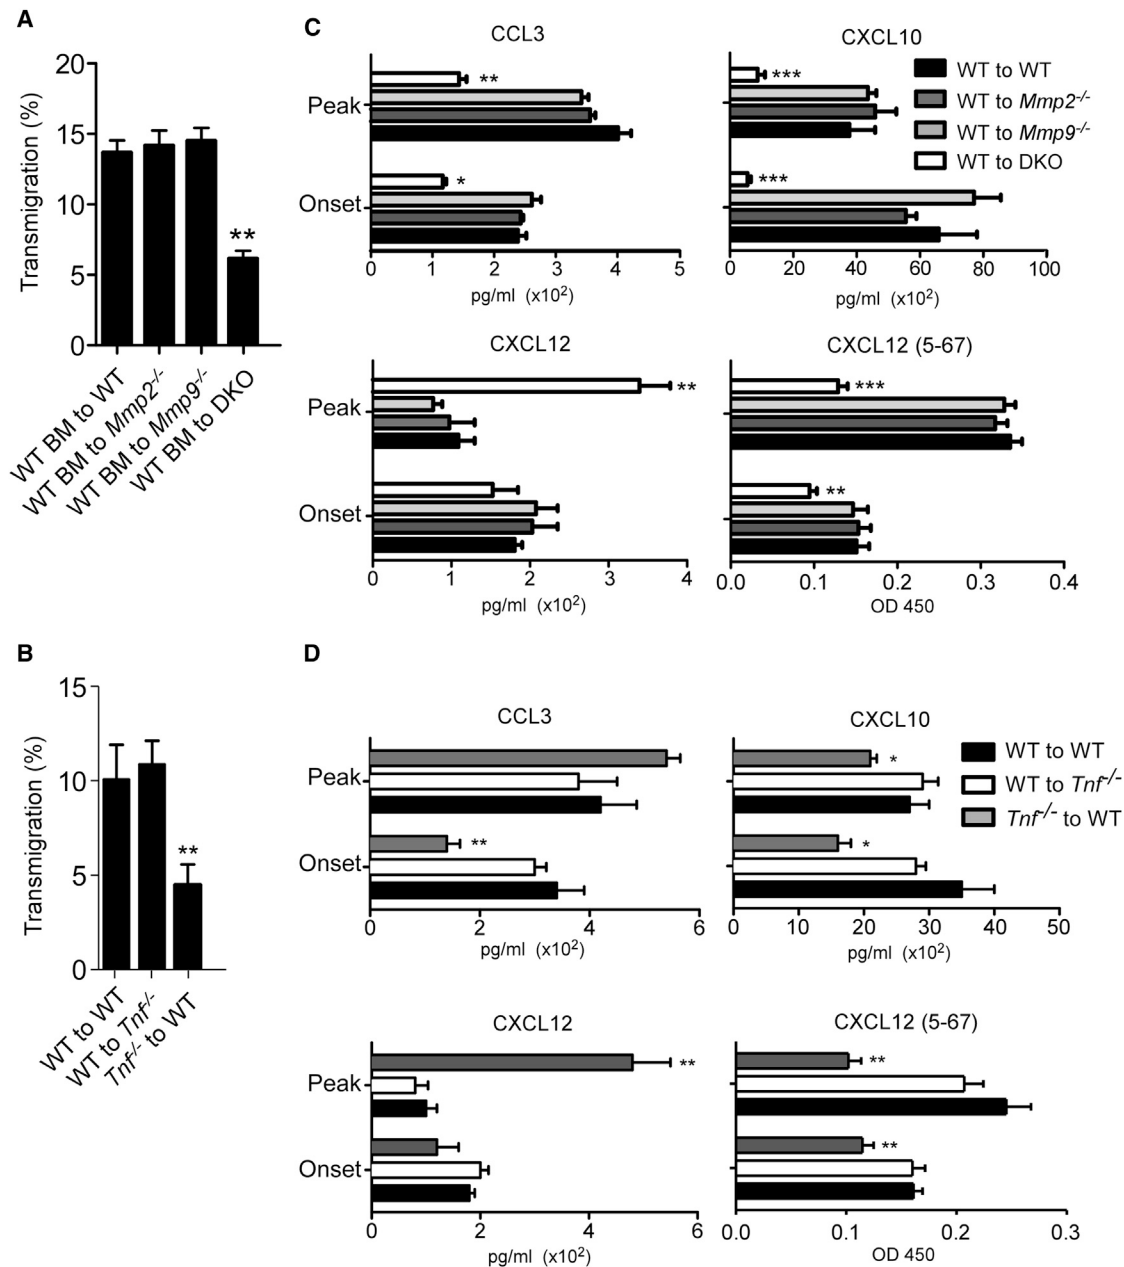 A
Transmigration (%)
20
15
10
5
0
**
WT BM to WT
WT BM to Mmp2-/-
WT BM to Mmp9-/-
WT BM to DKO
C
CCL3
Peak
**
Onset
*
0 1 2 3 4 5
pg/ml (x10²)
CXCL10
***
***
0 20 40 60 80 100
pg/ml (x10²)
WT to WT
WT to Mmp2-/-
WT to Mmp9-/-
WT to DKO
CXCL12
Peak
**
Onset
0 1 2 3 4
pg/ml (x10²)
CXCL12 (5-67)
***
**
0.0 0.1 0.2 0.3 0.4
OD 450
B
Transmigration (%)
15
10
5
0
**
WT to WT
WT to Tnf-/-
Tnf-/- to WT
D
CCL3
Peak
Onset
**
0 2 4 6
pg/ml (x10²)
CXCL10
*
*
0 10 20 30 40 50
pg/ml (x10²)
WT to WT
WT to Tnf-/-
Tnf-/- to WT
CXCL12
Peak
**
Onset
0 2 4 6
pg/ml (x10²)
CXCL12 (5-67)
**
**
0.0 0.1 0.2 0.3
OD 450